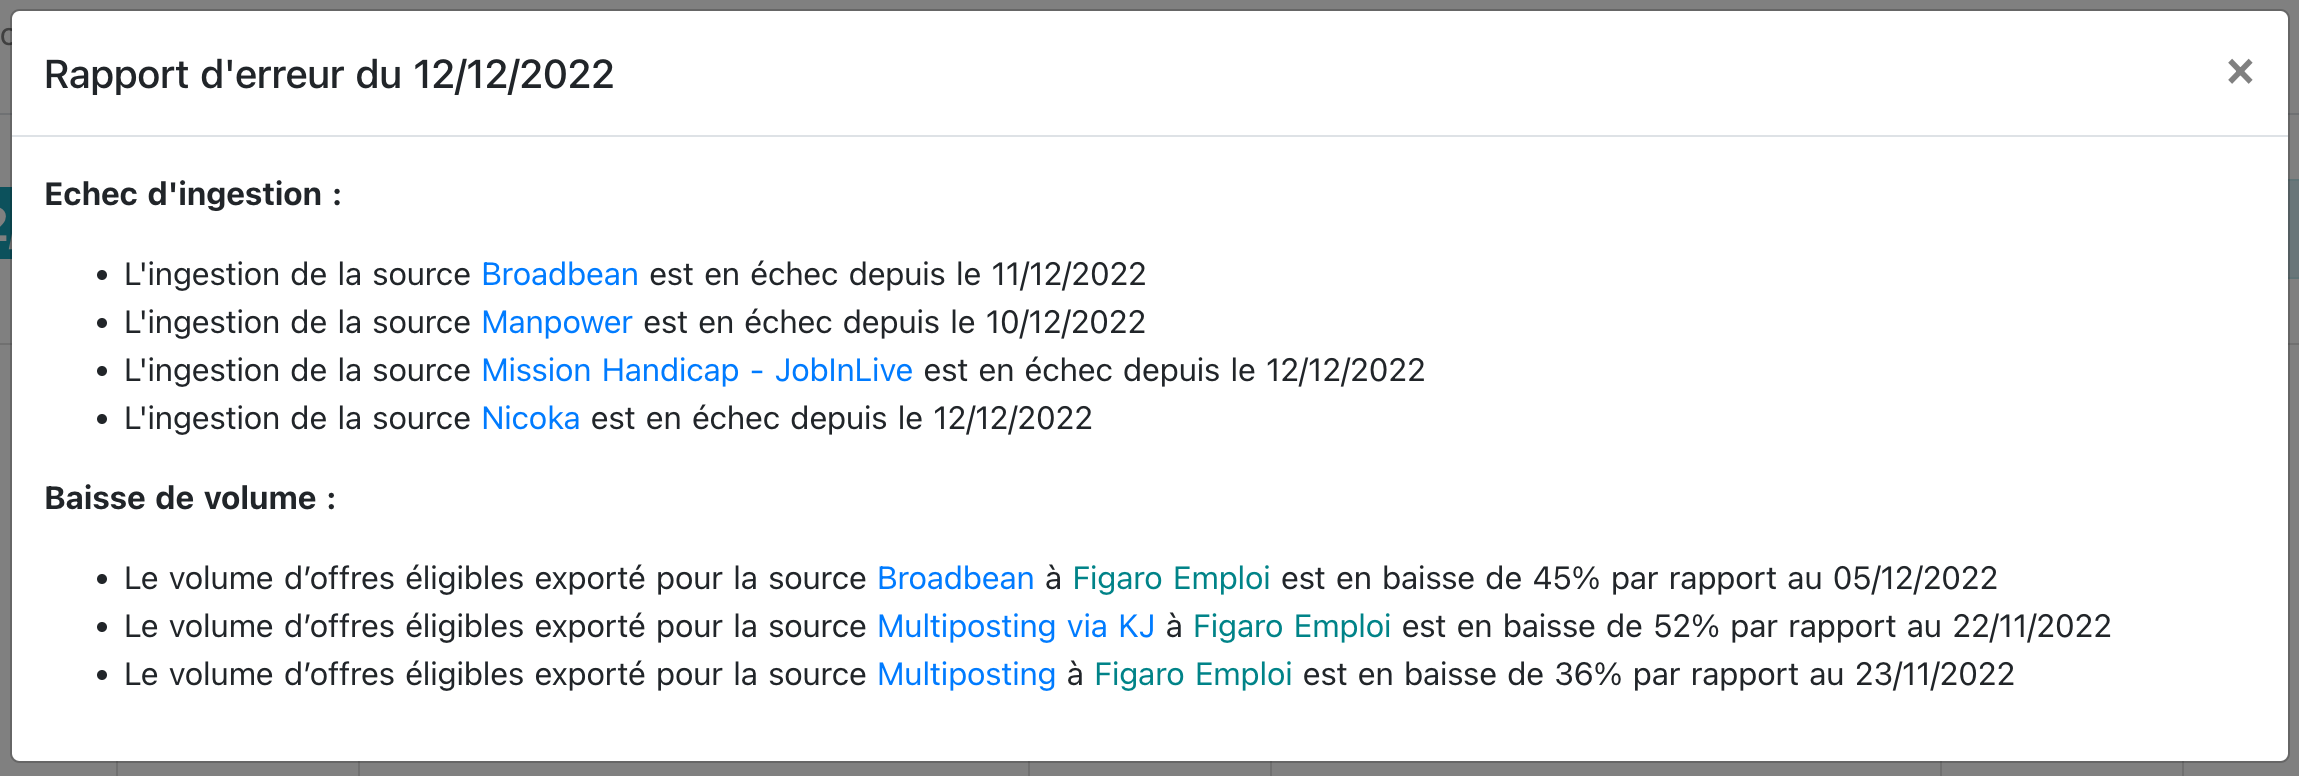 Rapport d'erreur du 12/12/2022
×
Echec d'ingestion :
• L'ingestion de la source Broadbean est en échec depuis le 11/12/2022
• L'ingestion de la source Manpower est en échec depuis le 10/12/2022
• L'ingestion de la source Mission Handicap - JobInLive est en échec depuis le 12/12/2022
• L'ingestion de la source Nicoka est en échec depuis le 12/12/2022
Baisse de volume :
• Le volume d’offres éligibles exporté pour la source Broadbean à Figaro Emploi est en baisse de 45% par rapport au 05/12/2022
• Le volume d’offres éligibles exporté pour la source Multiposting via KJ à Figaro Emploi est en baisse de 52% par rapport au 22/11/2022
• Le volume d’offres éligibles exporté pour la source Multiposting à Figaro Emploi est en baisse de 36% par rapport au 23/11/2022